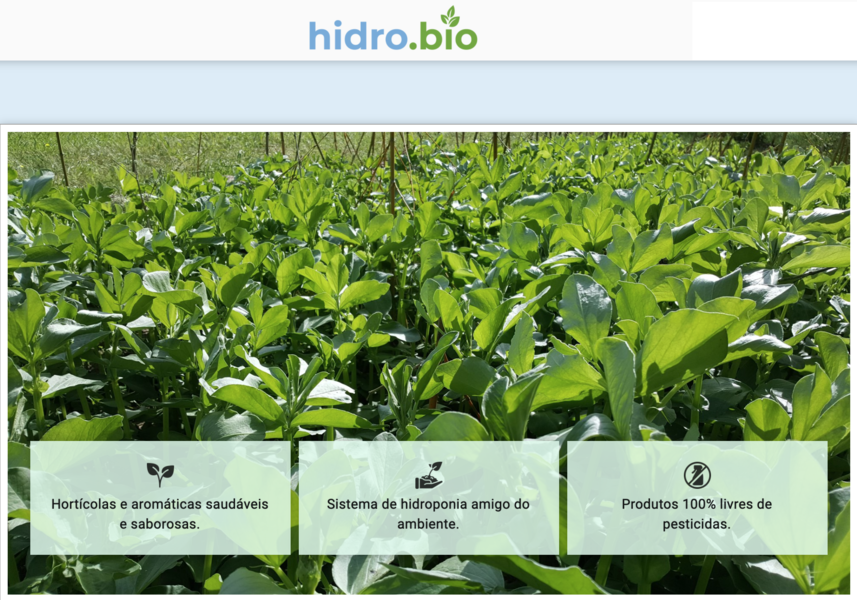 hidro.bio
Hortícolas e aromáticas saudáveis
e saborosas.
Sistema de hidroponia amigo do
ambiente.
Produtos 100% livres de
pesticidas.